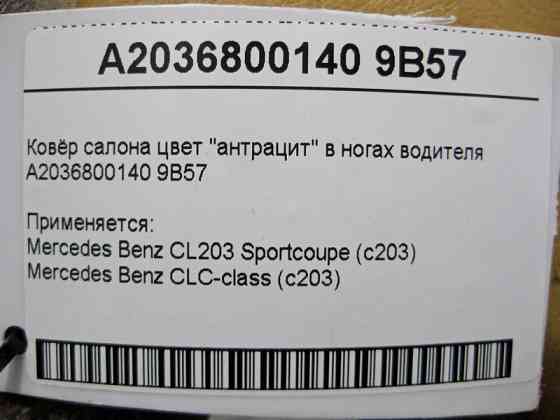 A2036800140 9B57
Ковёр салона цвет "антрацит" в ногах водителя
A2036800140 9B57
Применяется:
Mercedes Benz CL203 Sportcoupe (c203)
Mercedes Benz CLC-class (c203)